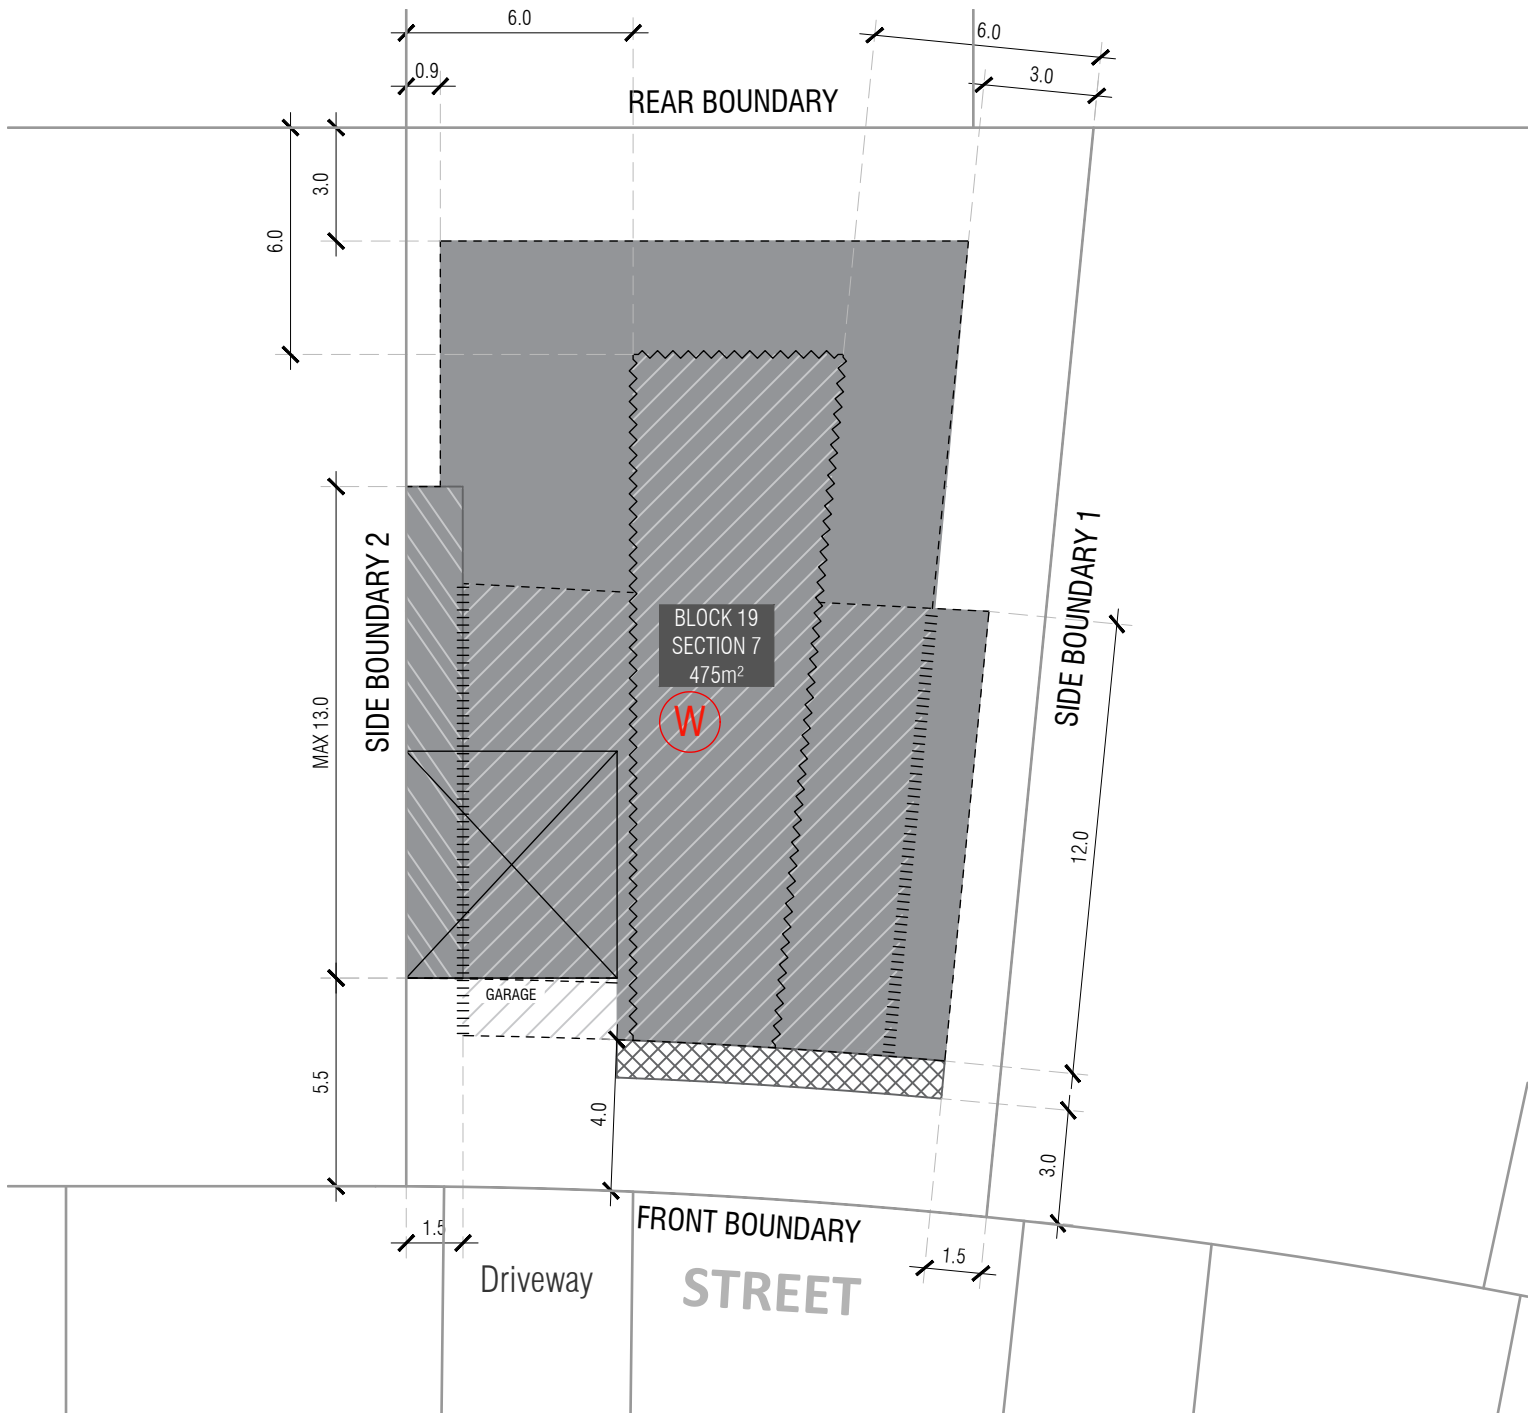 6.0
6.0
0.9
3.0
REAR BOUNDARY
3.0
6.0
SIDE BOUNDARY 2
SIDE BOUNDARY 1
BLOCK 19
SECTION 7
475m²
W
MAX 13.0
12.0
GARAGE
5.5
4.0
3.0
1.5
FRONT BOUNDARY
1.5
Driveway
STREET